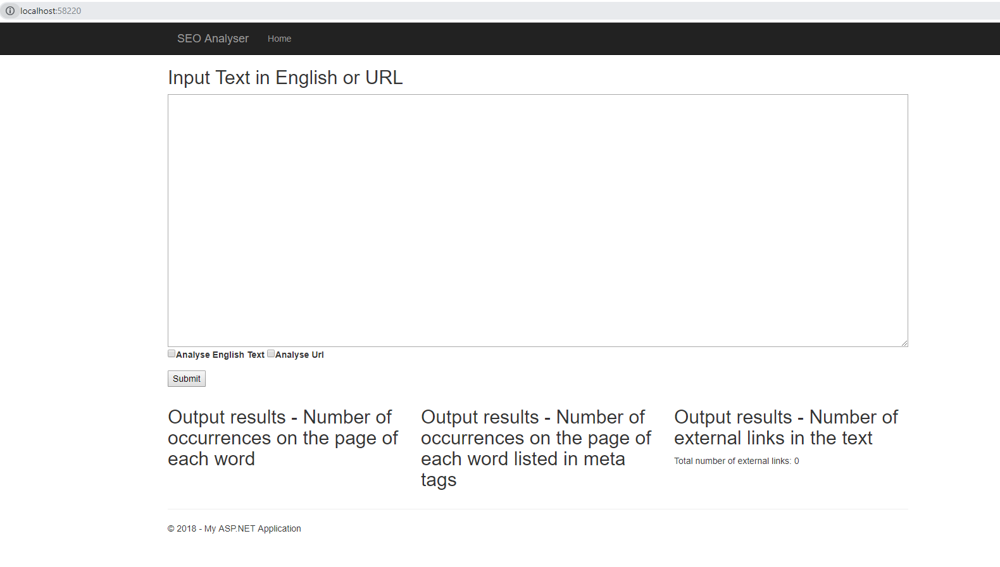 localhost:58220
SEO Analyser Home
Input Text in English or URL
Analyse English Text Analyse Url
Submit
Output results - Number of
occurrences on the page of
each word
Output results - Number of
occurrences on the page of
each word listed in meta
tags
Output results - Number of
external links in the text
Total number of external links: 0
© 2018 - My ASP.NET Application